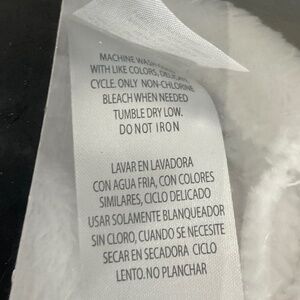 MACHINE WASH
WITH LIKE COLORS, DELICATE
CYCLE. ONLY NON-CHLORINE
BLEACH WHEN NEEDED
TUMBLE DRY LOW.
DO NOT IRON
LAVAR EN LAVADORA
CON AGUA FRIA, CON COLORES
SIMILARES, CICLO DELICADO
USAR SOLAMENTE BLANQUEADOR
SIN CLORO, CUANDO SE NECESITE
SECAR EN SECADORA CICLO
LENTO. NO PLANCHAR